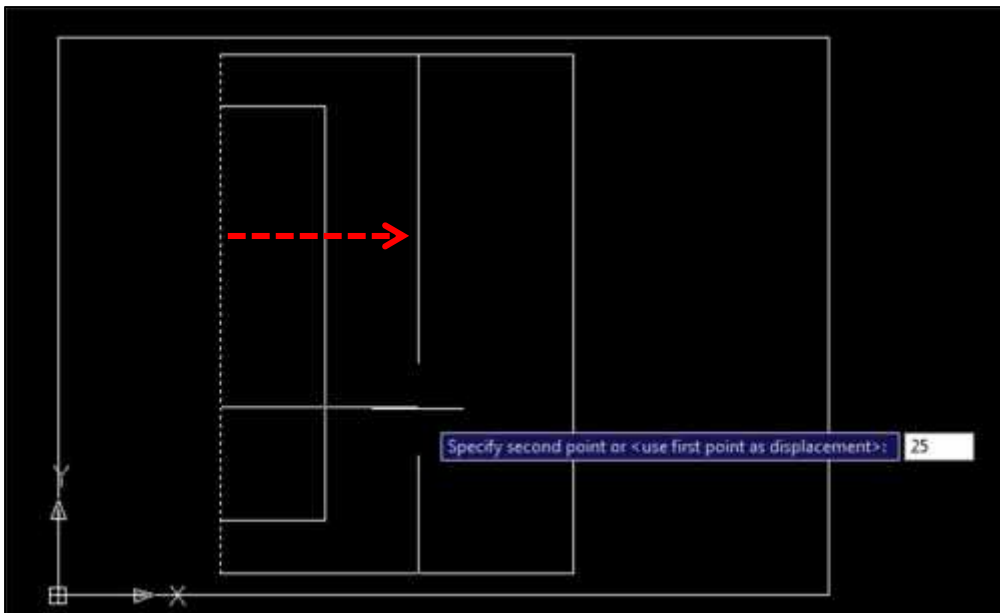 Specify second point or <use first point as displacement>: 25
Y
X